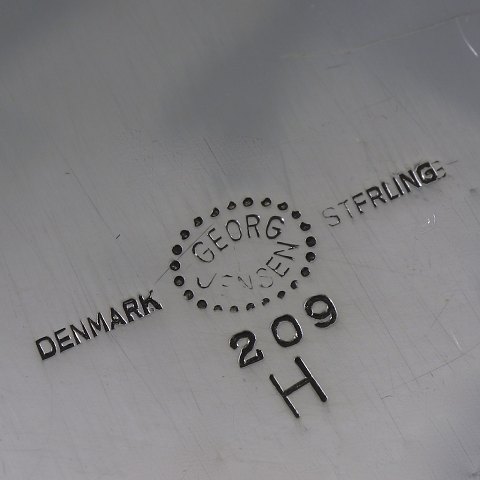 GEORG
JENSEN
DENMARK STERLING
209
H